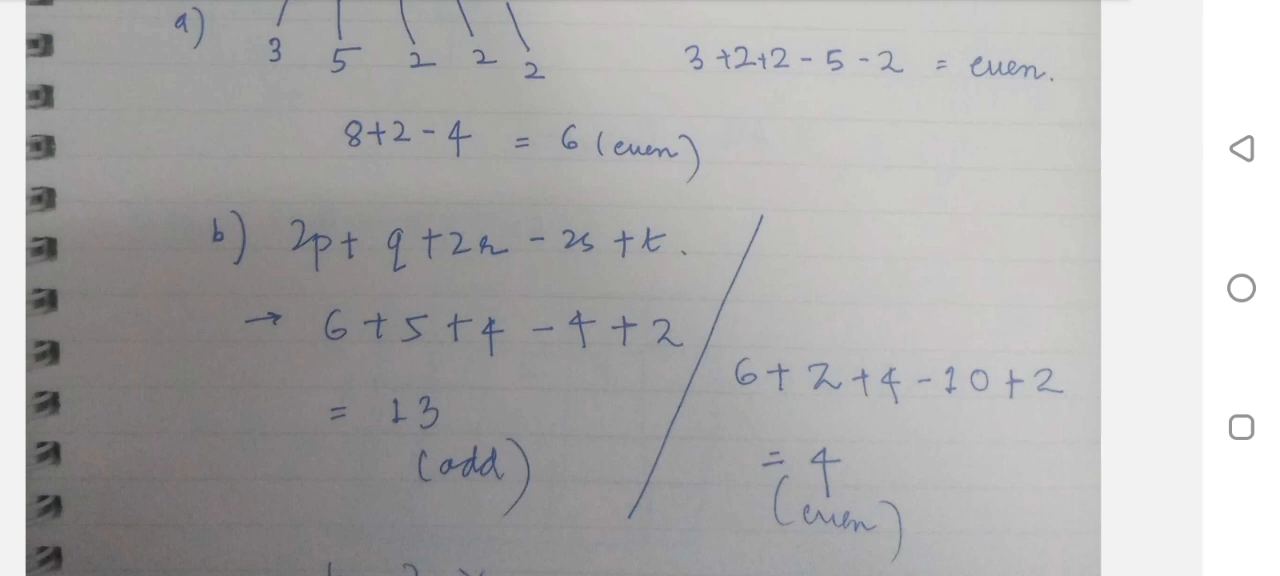 a)
3 5 2 2 2
3+2+2-5-2 = even.
8+2-4 = 6 (even)
b) 2p+ q +2r - 2s +t.
→ 6+5+4-4+2
= 13
(odd)
6+2+4-10+2
= 4
(even)